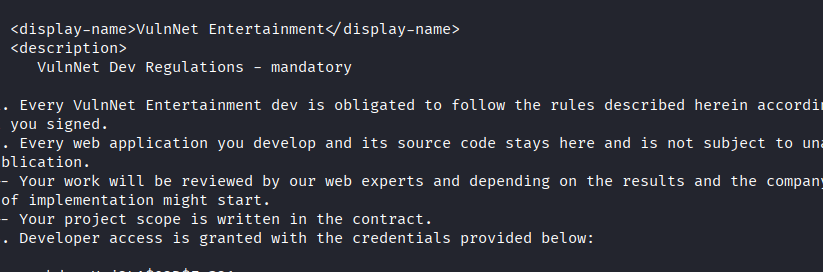 <display-name>VulnNet Entertainment</display-name>
<description>
VulnNet Dev Regulations - mandatory
. Every VulnNet Entertainment dev is obligated to follow the rules described herein accordin
you signed.
. Every web application you develop and its source code stays here and is not subject to una
blication.
- Your work will be reviewed by our web experts and depending on the results and the company
of implementation might start.
- Your project scope is written in the contract.
. Developer access is granted with the credentials provided below: